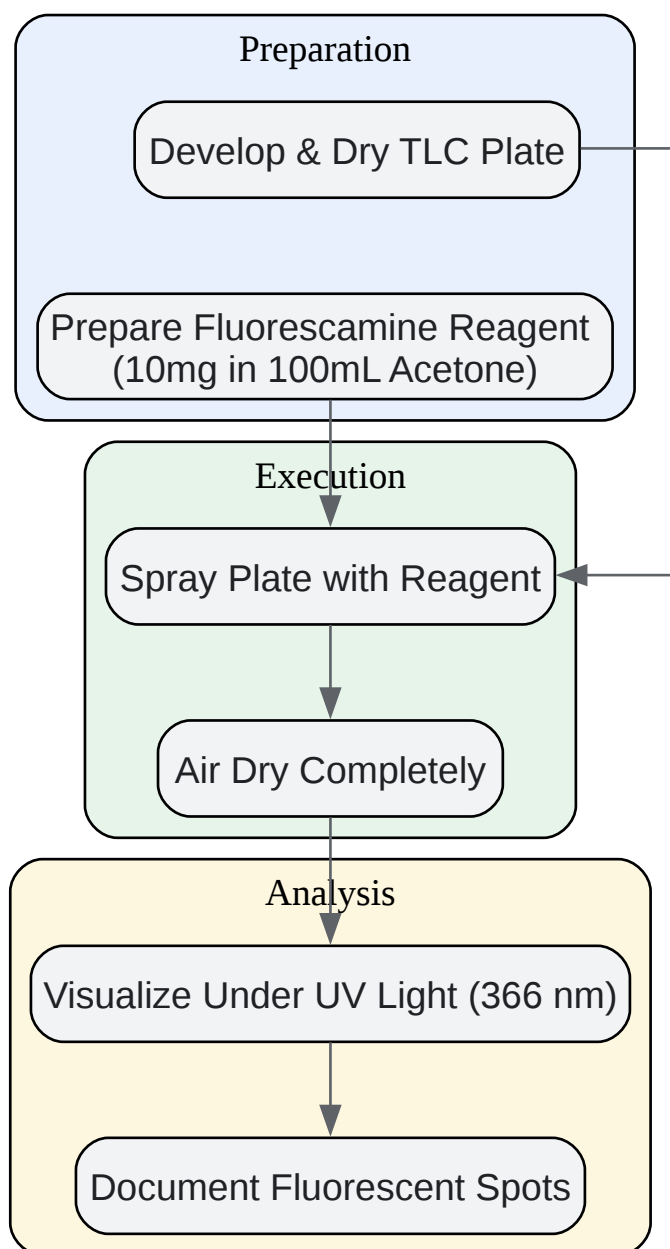 Preparation
Develop & Dry TLC Plate
Prepare Fluorescamine Reagent
(10mg in 100mL Acetone)
Execution
Spray Plate with Reagent
Air Dry Completely
Analysis
Visualize Under UV Light (366 nm)
Document Fluorescent Spots